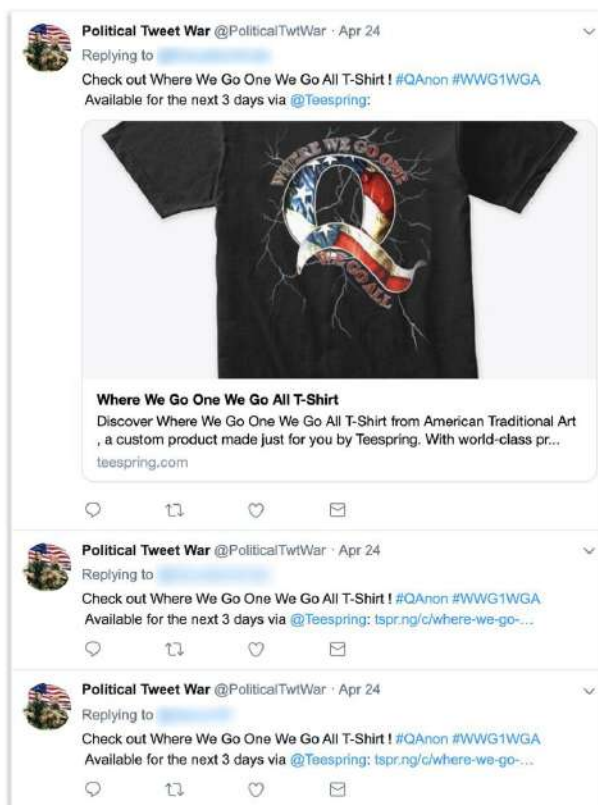 Political Tweet War @PoliticalTwtWar · Apr 24
Replying to
Check out Where We Go One We Go All T-Shirt ! #QAnon #WWG1WGA
Available for the next 3 days via @Teespring:
WHERE WE GO ONE
WE GO ALL
Where We Go One We Go All T-Shirt
Discover Where We Go One We Go All T-Shirt from American Traditional Art
, a custom product made just for you by Teespring. With world-class pr...
teespring.com
Political Tweet War @PoliticalTwtWar · Apr 24
Replying to
Check out Where We Go One We Go All T-Shirt ! #QAnon #WWG1WGA
Available for the next 3 days via @Teespring: tspr.ng/c/where-we-go-...
Political Tweet War @PoliticalTwtWar · Apr 24
Replying to
Check out Where We Go One We Go All T-Shirt ! #QAnon #WWG1WGA
Available for the next 3 days via @Teespring: tspr.ng/c/where-we-go-...